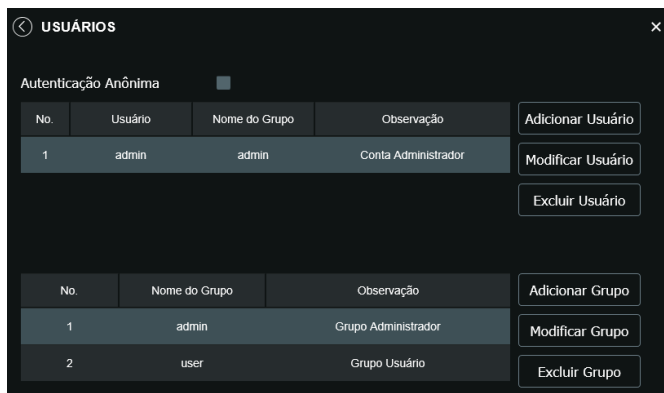 USUÁRIOS
Autenticação Anônima
No. Usuário Nome do Grupo Observação
1 admin admin Conta Administrador
Adicionar Usuário
Modificar Usuário
Excluir Usuário
No. Nome do Grupo Observação
1 admin Grupo Administrador
2 user Grupo Usuário
Adicionar Grupo
Modificar Grupo
Excluir Grupo